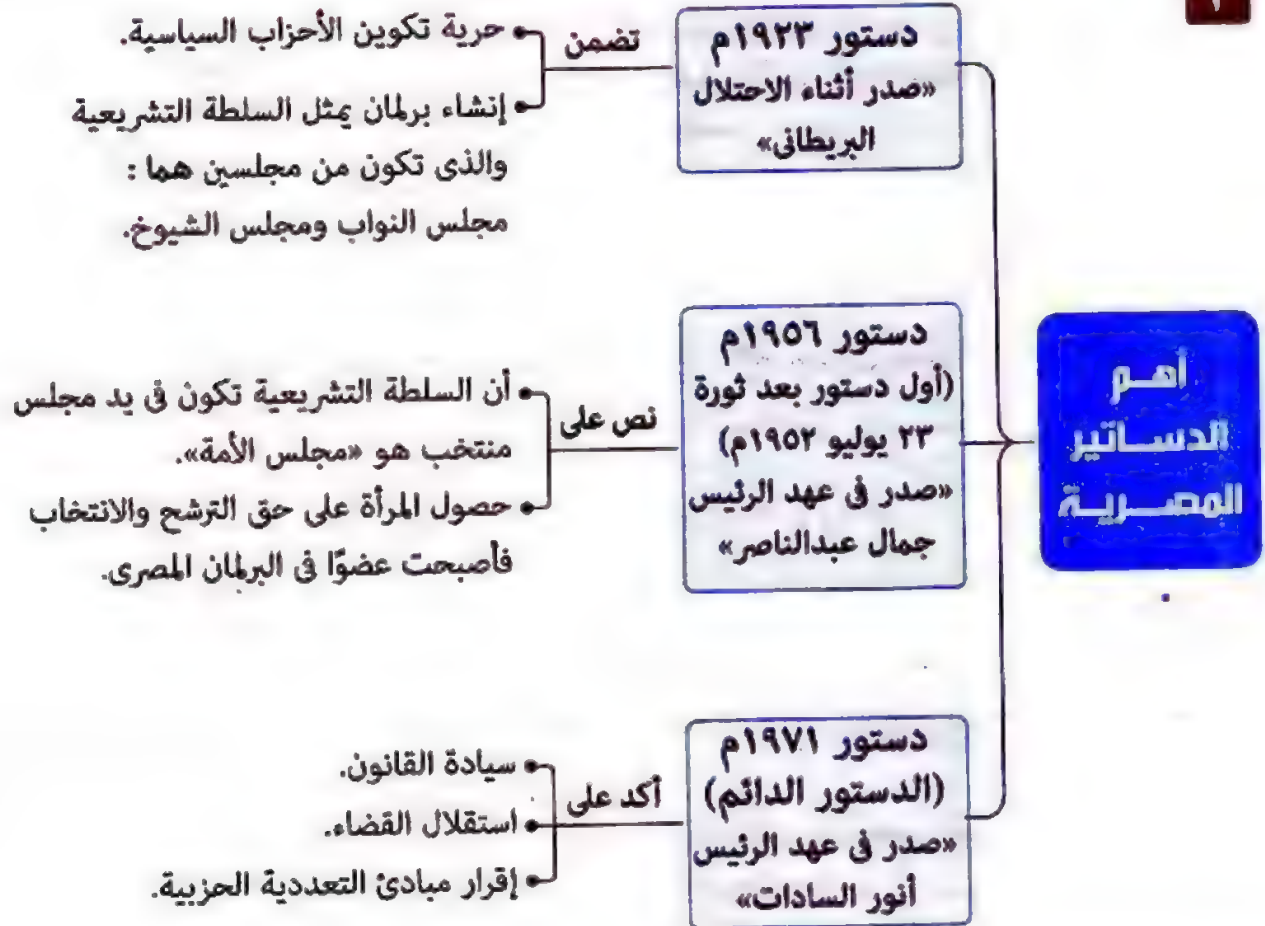 ١
أهم
الدساتير
المصرية
دستور ١٩٢٣م
«صدر أثناء الاحتلال
البريطانى»
تضمن
حرية تكوين الأحزاب السياسية.
إنشاء برلمان يمثل السلطة التشريعية
والذى تكون من مجلسين هما :
مجلس النواب ومجلس الشيوخ.
دستور ١٩٥٦م
(أول دستور بعد ثورة
٢٣ يوليو ١٩٥٢م)
«صدر فى عهد الرئيس
جمال عبدالناصر»
نص على
أن السلطة التشريعية تكون فى يد مجلس
منتخب هو «مجلس الأمة».
حصول المرأة على حق الترشح والانتخاب
فأصبحت عضوًا فى البرلمان المصرى.
دستور ١٩٧١م
(الدستور الدائم)
«صدر فى عهد الرئيس
أنور السادات»
أكد على
سيادة القانون.
استقلال القضاء.
إقرار مبادئ التعددية الحزبية.